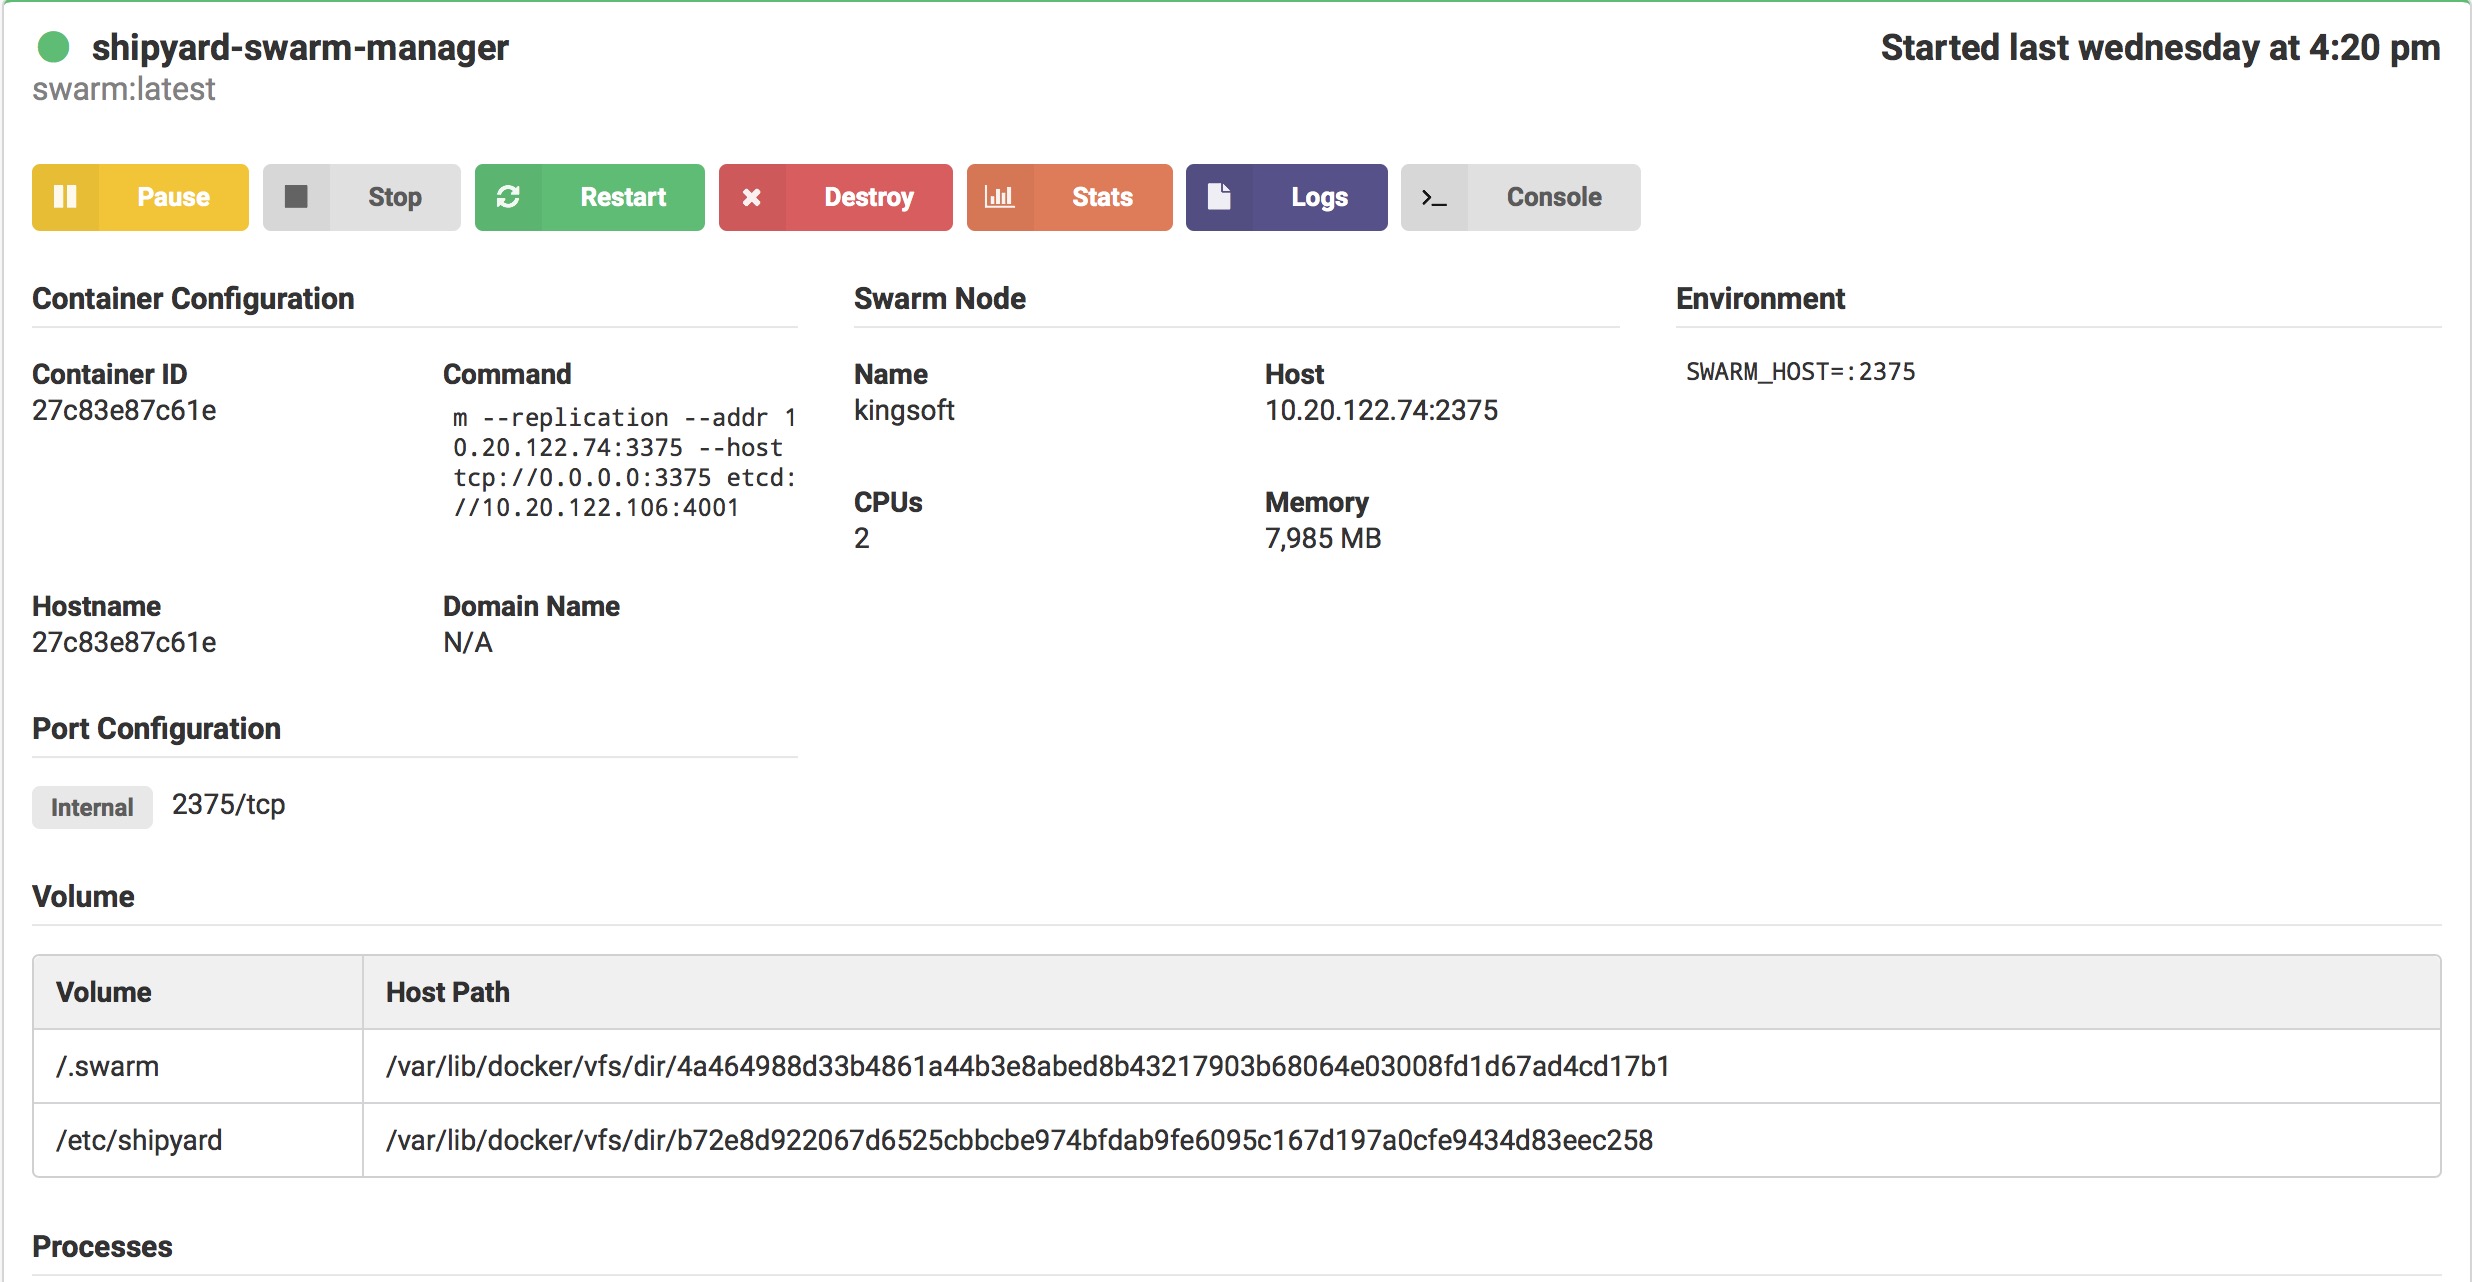 shipyard-swarm-manager
Started last wednesday at 4:20 pm
swarm:latest
Pause
Stop
Restart
Destroy
Stats
Logs
Console
Container Configuration
Container ID
27c83e87c61e
Command
m --replication --addr 1
0.20.122.74:3375 --host
tcp://0.0.0.0:3375 etcd:
//10.20.122.106:4001
Hostname
27c83e87c61e
Domain Name
N/A
Swarm Node
Name
kingsoft
Host
10.20.122.74:2375
CPUs
2
Memory
7,985 MB
Environment
SWARM_HOST=:2375
Port Configuration
Internal 2375/tcp
Volume
Volume Host Path
/.swarm /var/lib/docker/vfs/dir/4a464988d33b4861a44b3e8abed8b43217903b68064e03008fd1d67ad4cd17b1
/etc/shipyard /var/lib/docker/vfs/dir/b72e8d922067d6525cbbcbe974bfdab9fe6095c167d197a0cfe9434d83eec258
Processes